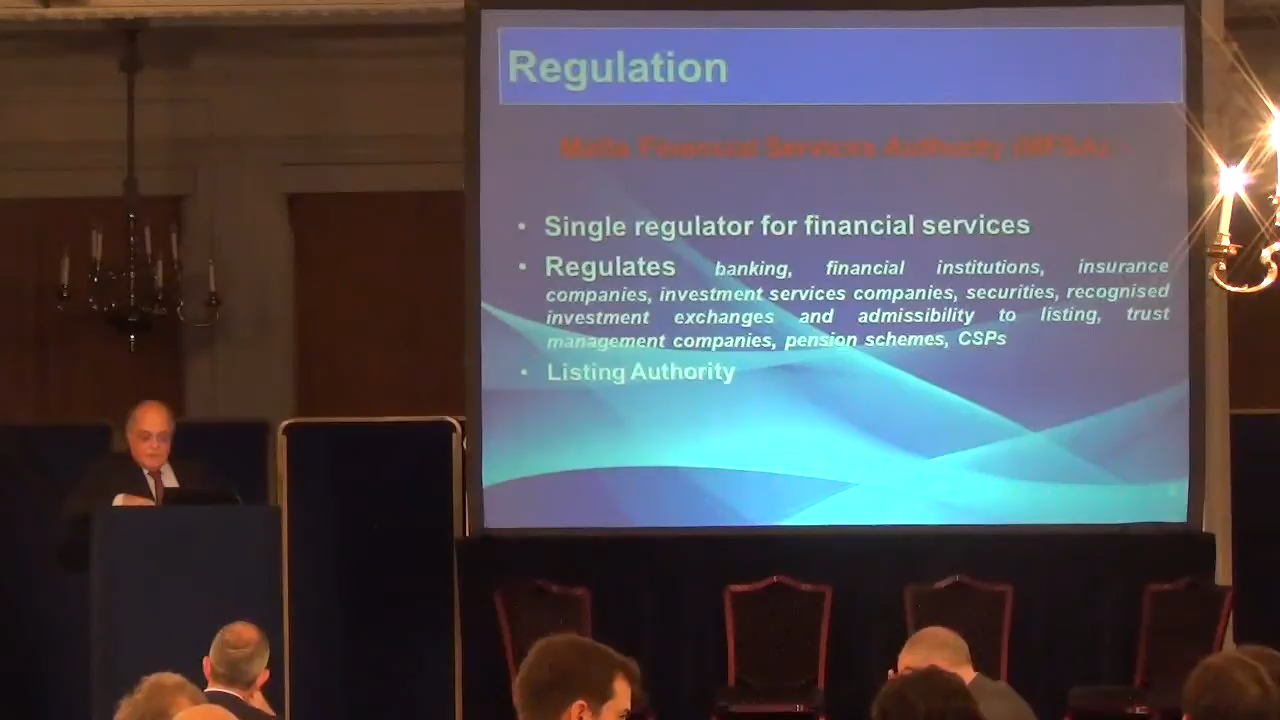 Regulation
Malta Financial Services Authority (MFSA) -
• Single regulator for financial services
• Regulates banking, financial institutions, insurance
companies, investment services companies, securities, recognised
investment exchanges and admissibility to listing, trust
management companies, pension schemes, CSPs
• Listing Authority